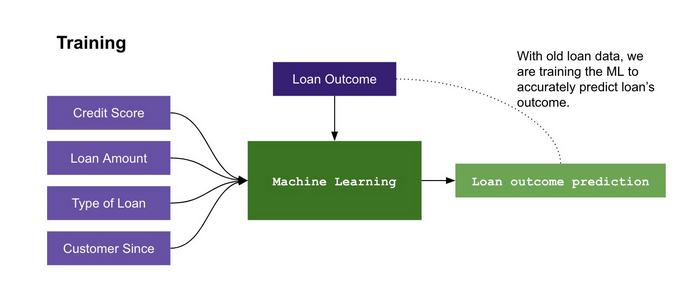 Training
Loan Outcome
With old loan data, we
are training the ML to
accurately predict loan's
outcome.
Credit Score
Loan Amount
Type of Loan
Customer Since
Machine Learning
Loan outcome prediction